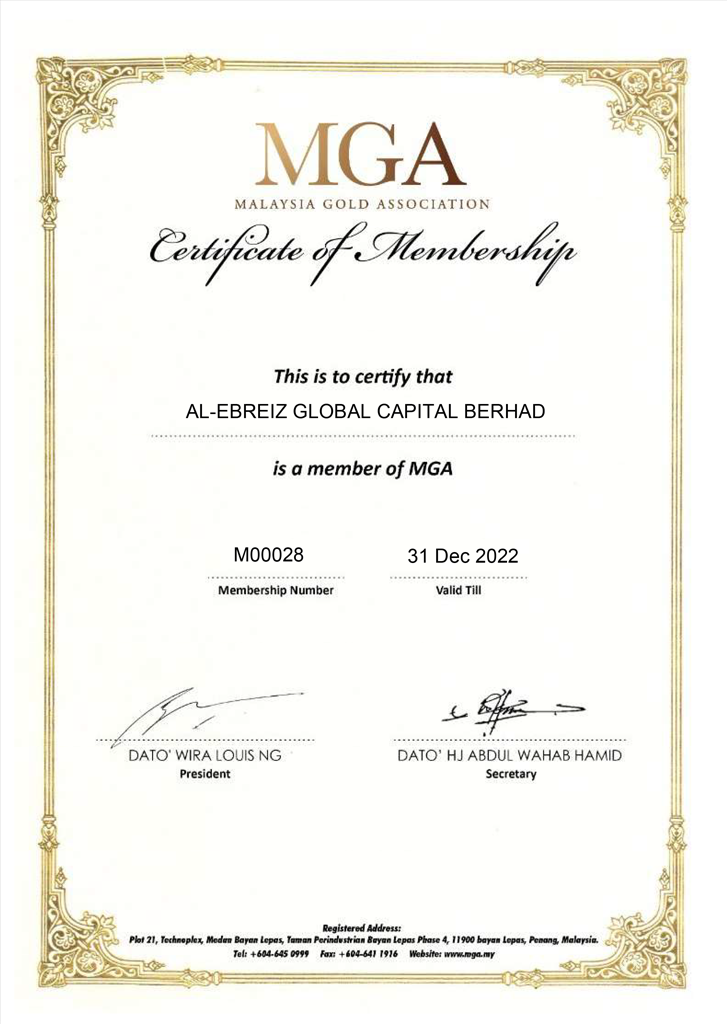 MGA
MALAYSIA GOLD ASSOCIATION
Certificate of Membership
This is to certify that
AL-EBREIZ GLOBAL CAPITAL BERHAD
is a member of MGA
M00028 31 Dec 2022
Membership Number Valid Till
DATO' WIRA LOUIS NG DATO' HJ ABDUL WAHAB HAMID
President Secretary
Registered Address:
Plot 21, Technoplex, Medan Bayan Lepas, Taman Perindustrian Bayan Lepas Phase 4, 11900 bayan Lepas, Penang, Malaysia.
Tel: +604-645 0999 Fax: +604-641 1916 Website: www.mga.my